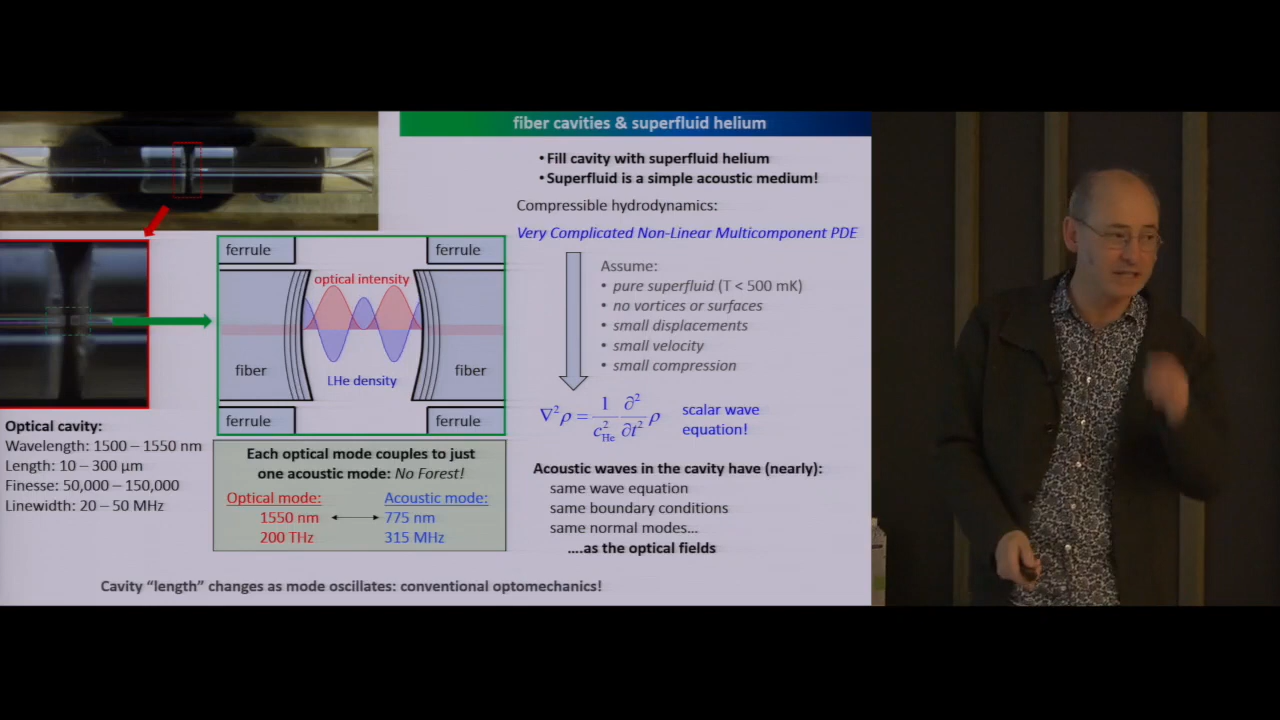 fiber cavities & superfluid helium
• Fill cavity with superfluid helium
• Superfluid is a simple acoustic medium!
Compressible hydrodynamics:
Very Complicated Non-Linear Multicomponent PDE
Assume:
• pure superfluid (T < 500 mK)
• no vortices or surfaces
• small displacements
• small velocity
• small compression
∇²ρ = 1/c²He ∂²/∂t² ρ
scalar wave
equation!
Acoustic waves in the cavity have (nearly):
same wave equation
same boundary conditions
same normal modes…
….as the optical fields
ferrule
ferrule
optical intensity
fiber
fiber
LHe density
ferrule
ferrule
Optical cavity:
Wavelength: 1500 – 1550 nm
Length: 10 – 300 µm
Finesse: 50,000 – 150,000
Linewidth: 20 – 50 MHz
Each optical mode couples to just
one acoustic mode: No Forest!
Optical mode: Acoustic mode:
1550 nm ↔ 775 nm
200 THz 315 MHz
Cavity “length” changes as mode oscillates: conventional optomechanics!